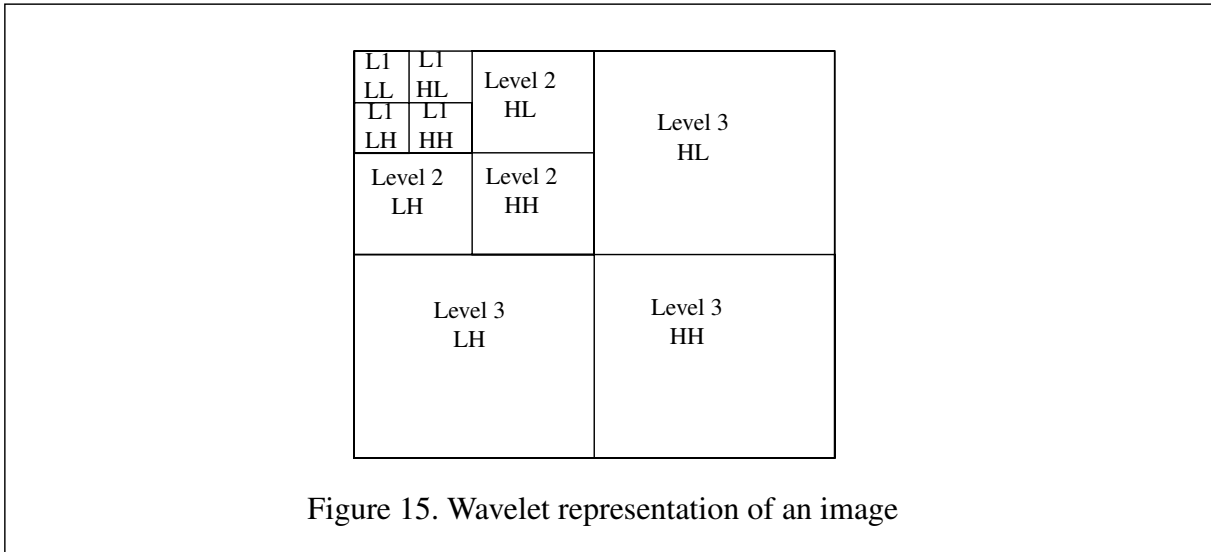 L1
LL
L1
HL
L1
LH
L1
HH
Level 2
HL
Level 3
HL
Level 2
LH
Level 2
HH
Level 3
LH
Level 3
HH
Figure 15. Wavelet representation of an image